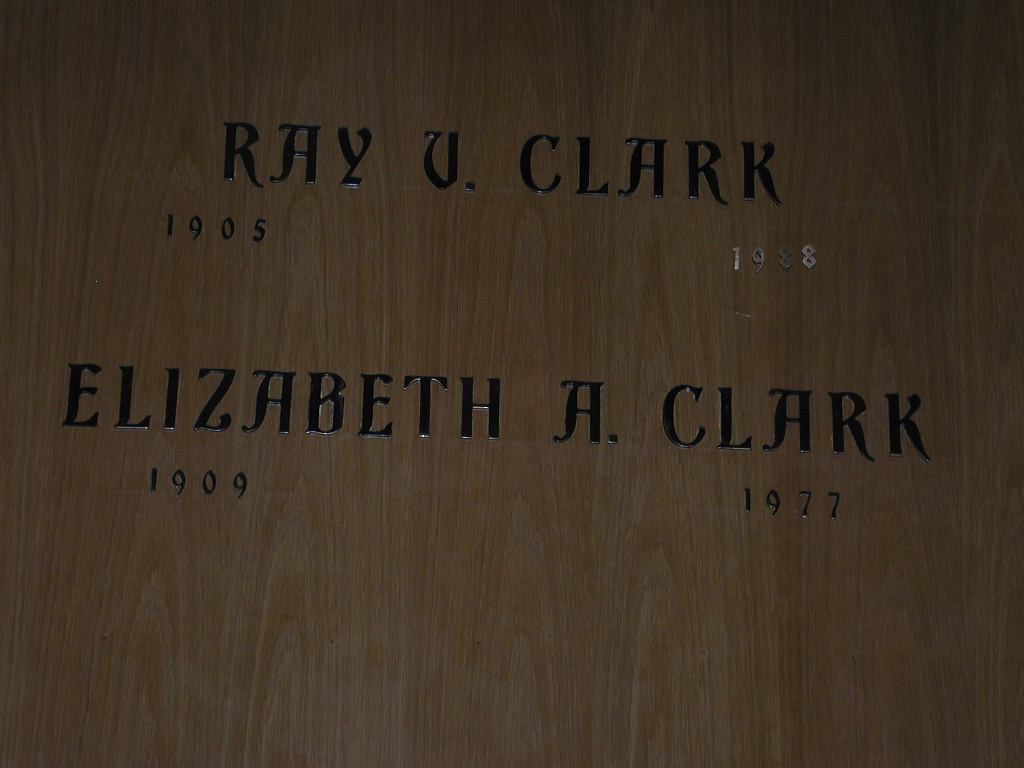 RAY V. CLARK
1905 1988
ELIZABETH A. CLARK
1909 1977